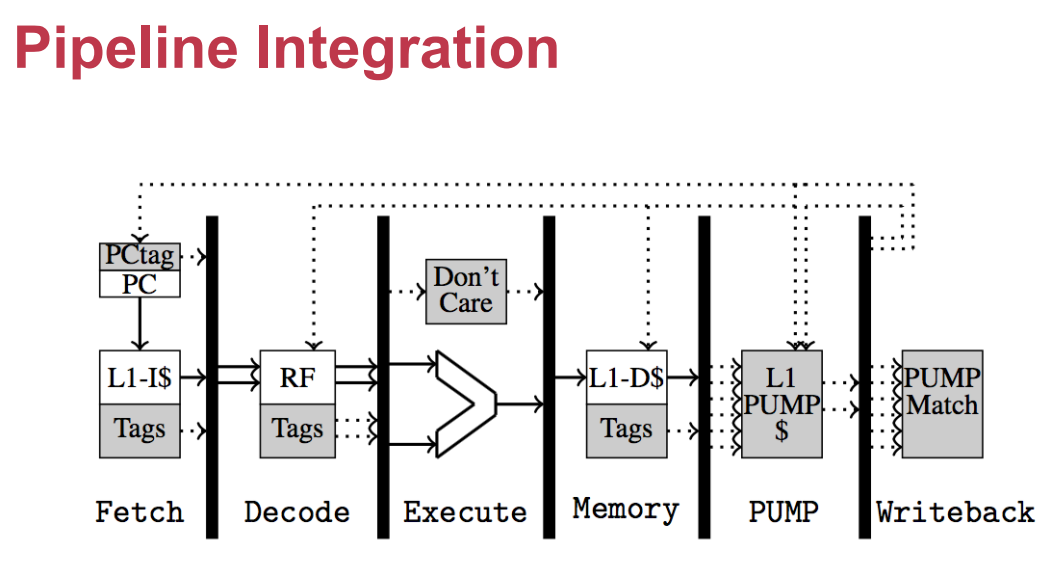 Pipeline Integration
PCtag
PC
L1-I$
Tags
RF
Tags
Don't
Care
L1-D$
Tags
L1
PUMP
$
PUMP
Match
Fetch
Decode
Execute
Memory
PUMP
Writeback